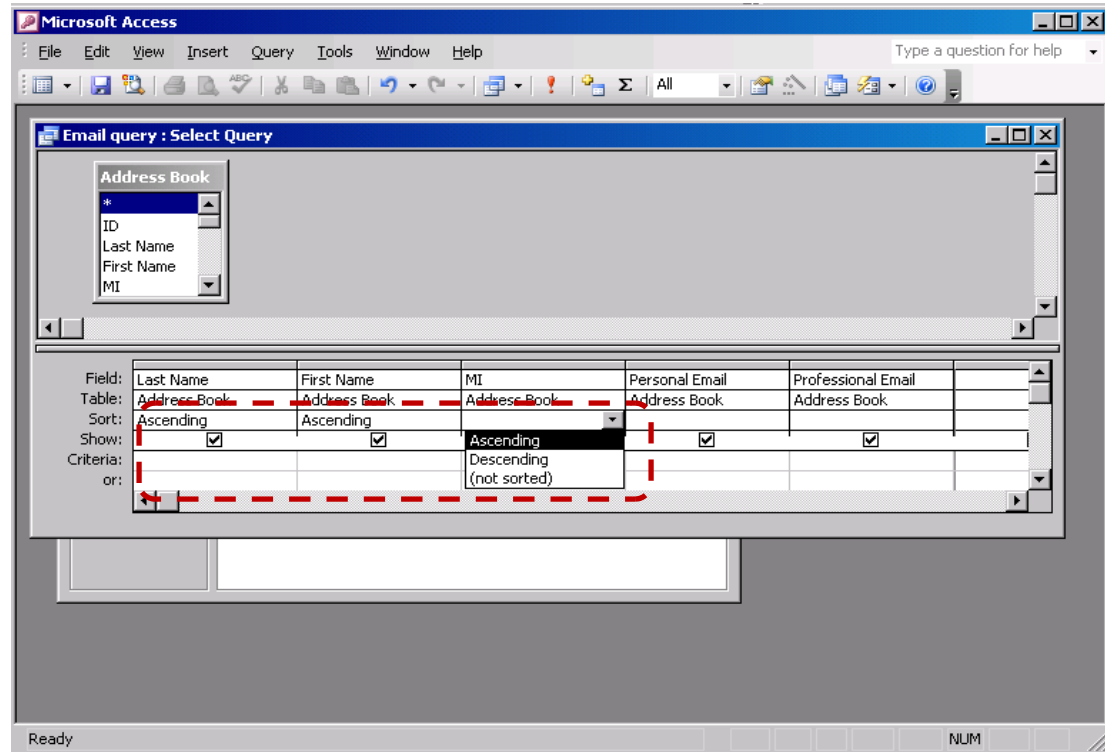 Microsoft Access
File Edit View Insert Query Tools Window Help Type a question for help
ABC Σ All
Email query : Select Query
Address Book
*
ID
Last Name
First Name
MI
Field: Last Name First Name MI Personal Email Professional Email
Table: Address Book Address Book Address Book Address Book Address Book
Sort: Ascending Ascending
Show: Ascending
Criteria: Descending
or: (not sorted)
Ready NUM